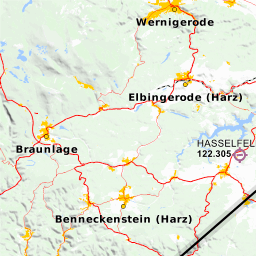 Wernigerode
Elbingerode (Harz)
HASSELFEL
122.305
Braunlage
Benneckenstein (Harz)